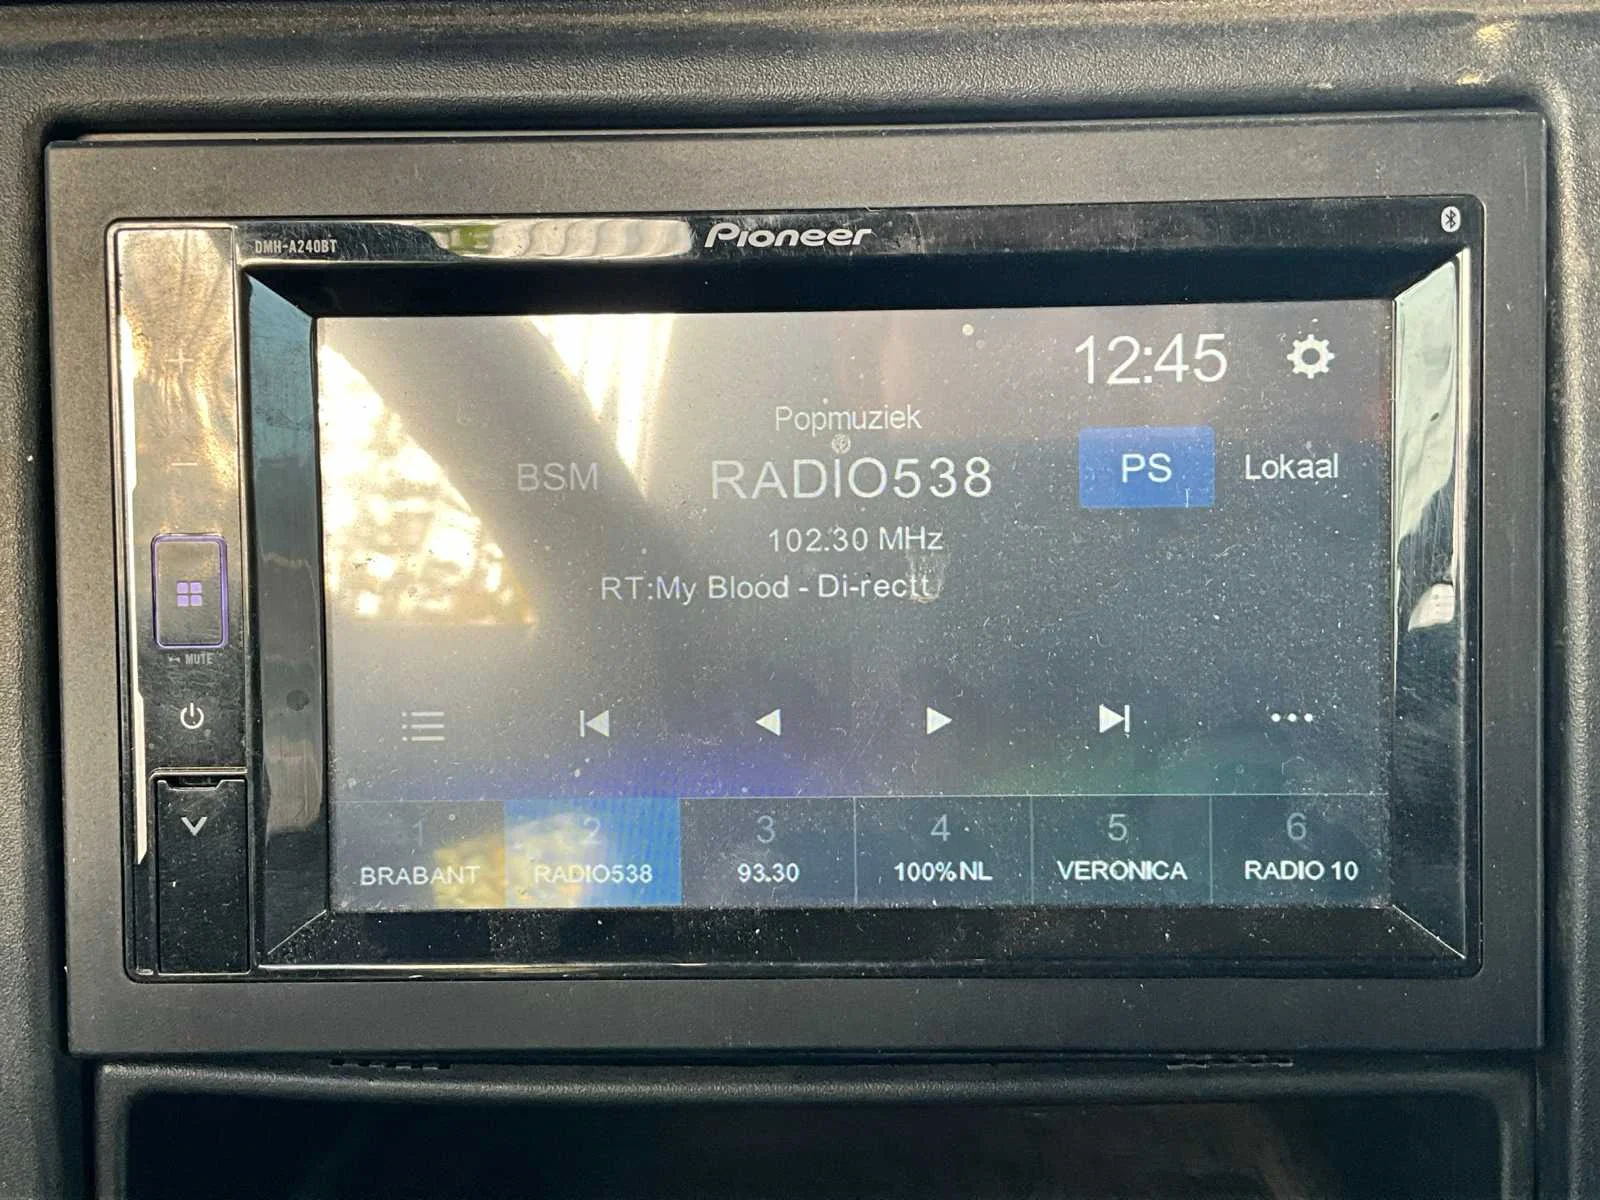 DMH-A240BT
Pioneer
12:45
Popmuziek
BSM
RADIO538
PS
Lokaal
102.30 MHz
RT:My Blood - Di-rectt
MUTE
1
2
3
4
5
6
BRABANT
RADIO538
93.30
100%NL
VERONICA
RADIO 10